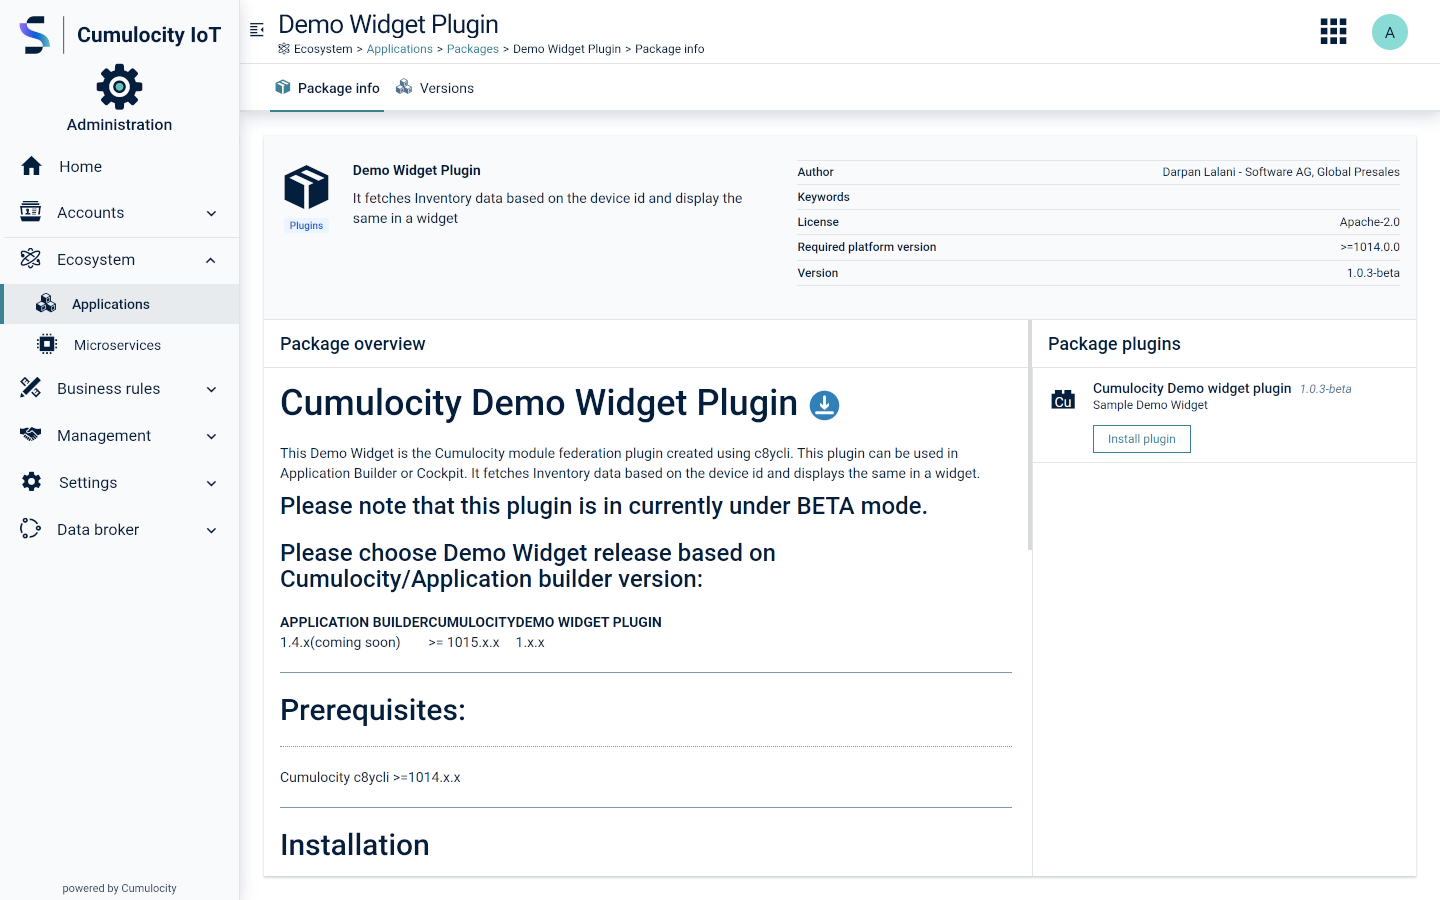 Cumulocity IoT
Administration
Home
Accounts
Ecosystem
Applications
Microservices
Business rules
Management
Settings
Data broker
powered by Cumulocity
Demo Widget Plugin
Ecosystem > Applications > Packages > Demo Widget Plugin > Package info
A
Package info
Versions
Plugins
Demo Widget Plugin
It fetches Inventory data based on the device id and display the
same in a widget
Author Darpan Lalani - Software AG, Global Presales
Keywords
License Apache-2.0
Required platform version >=1014.0.0
Version 1.0.3-beta
Package overview
Cumulocity Demo Widget Plugin
This Demo Widget is the Cumulocity module federation plugin created using c8ycli. This plugin can be used in
Application Builder or Cockpit. It fetches Inventory data based on the device id and displays the same in a widget.
Please note that this plugin is in currently under BETA mode.
Please choose Demo Widget release based on
Cumulocity/Application builder version:
APPLICATION BUILDERCUMULOCITYDEMO WIDGET PLUGIN
1.4.x(coming soon) >= 1015.x.x 1.x.x
Prerequisites:
Cumulocity c8ycli >=1014.x.x
Installation
Package plugins
Cu
Cumulocity Demo widget plugin 1.0.3-beta
Sample Demo Widget
Install plugin